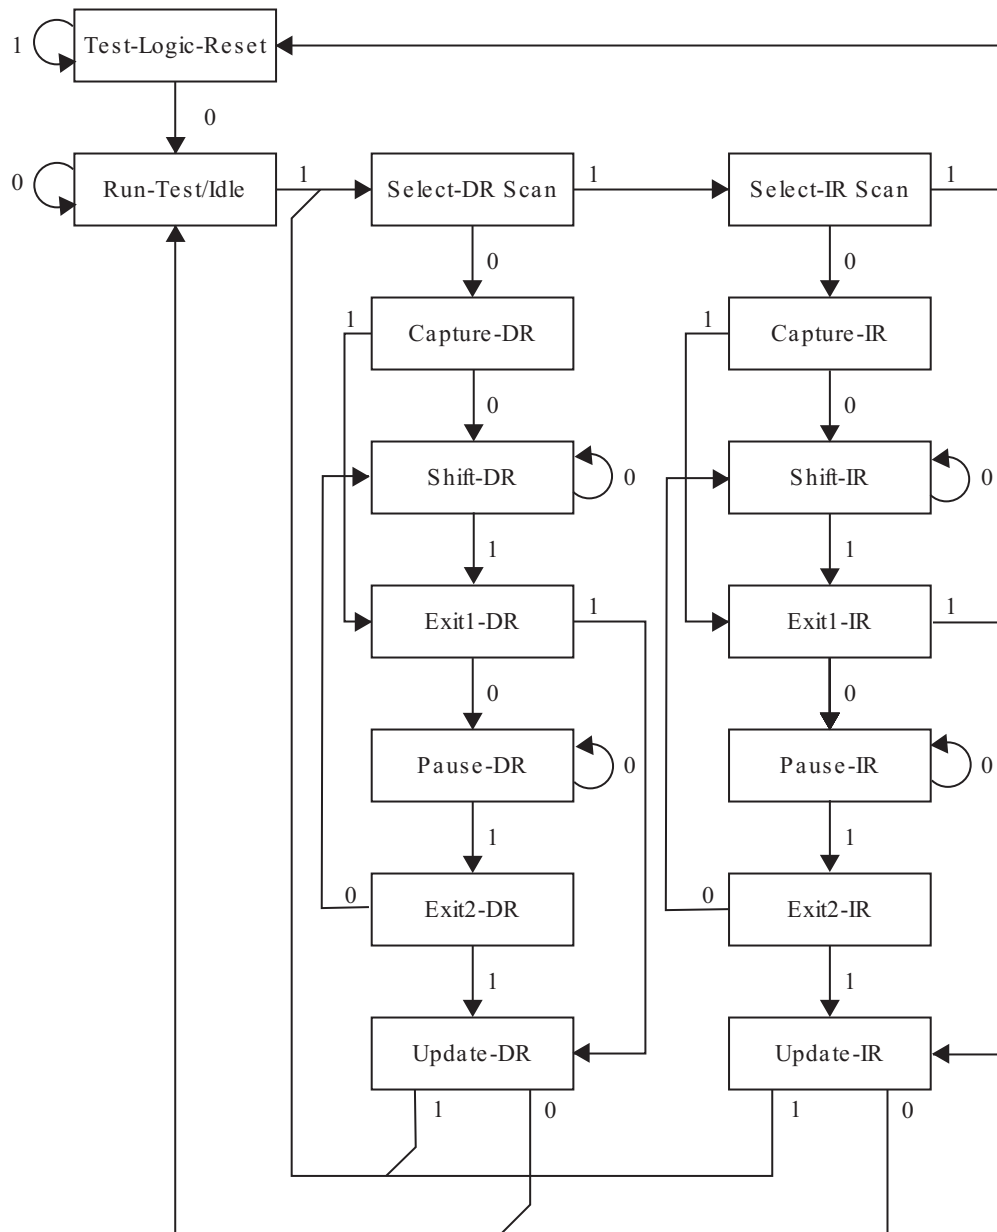 1
Test-Logic-Reset
0
0
Run-Test/Idle
1
Select-DR Scan
1
Select-IR Scan
1
0
0
1
Capture-DR
1
Capture-IR
0
0
Shift-DR
0
Shift-IR
0
1
1
Exit1-DR
1
Exit1-IR
1
0
0
Pause-DR
0
Pause-IR
0
1
1
0
Exit2-DR
0
Exit2-IR
1
1
Update-DR
Update-IR
1
0
1
0